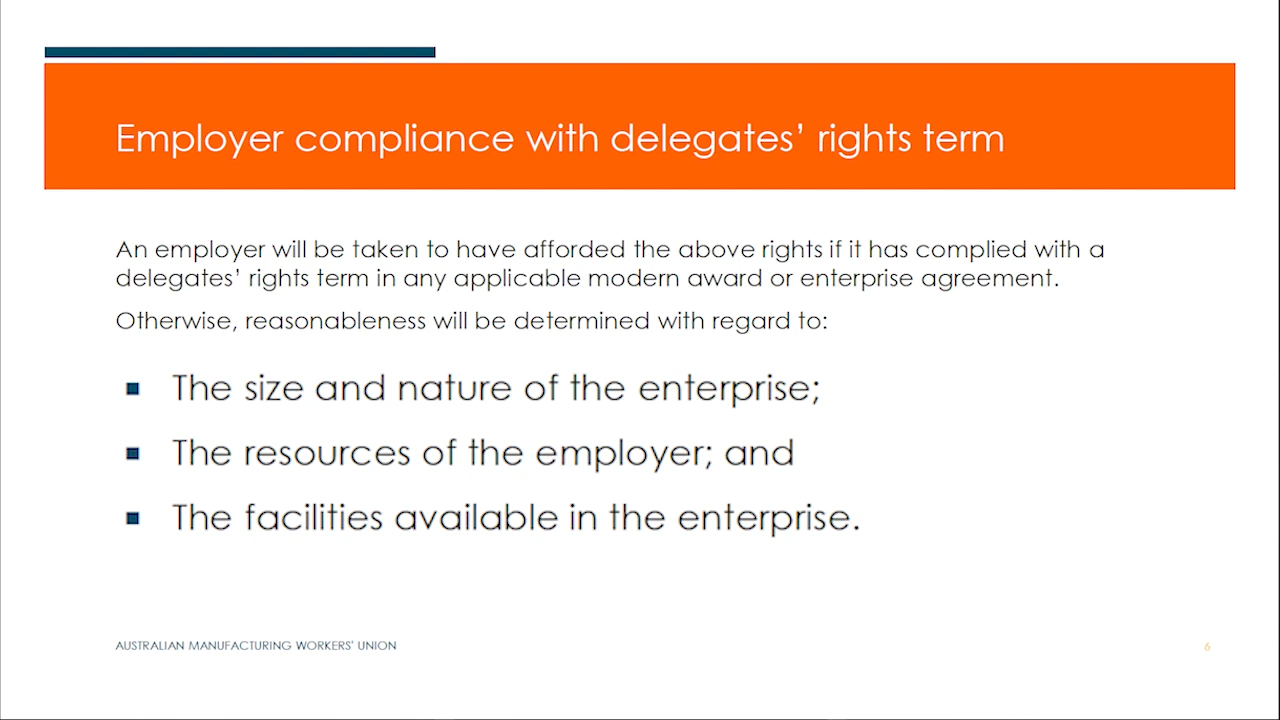 Employer compliance with delegates’ rights term
An employer will be taken to have afforded the above rights if it has complied with a
delegates’ rights term in any applicable modern award or enterprise agreement.
Otherwise, reasonableness will be determined with regard to:
▪ The size and nature of the enterprise;
▪ The resources of the employer; and
▪ The facilities available in the enterprise.
AUSTRALIAN MANUFACTURING WORKERS’ UNION
6